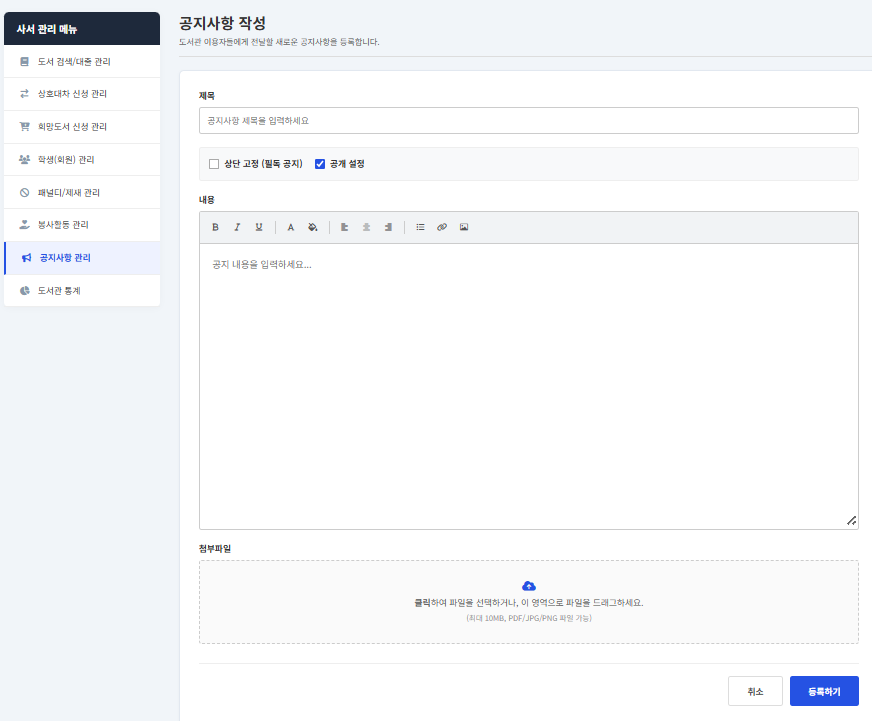 사서 관리 메뉴
도서 검색/대출 관리
상호대차 신청 관리
희망도서 신청 관리
학생(회원) 관리
패널티/제재 관리
봉사활동 관리
공지사항 관리
도서관 통계
공지사항 작성
도서관 이용자들에게 전달할 새로운 공지사항을 등록합니다.
제목
공지사항 제목을 입력하세요
상단 고정 (필독 공지) 공개 설정
내용
B I U A
공지 내용을 입력하세요...
첨부파일
클릭하여 파일을 선택하거나, 이 영역으로 파일을 드래그하세요.
(최대 10MB, PDF/JPG/PNG 파일 가능)
취소 등록하기